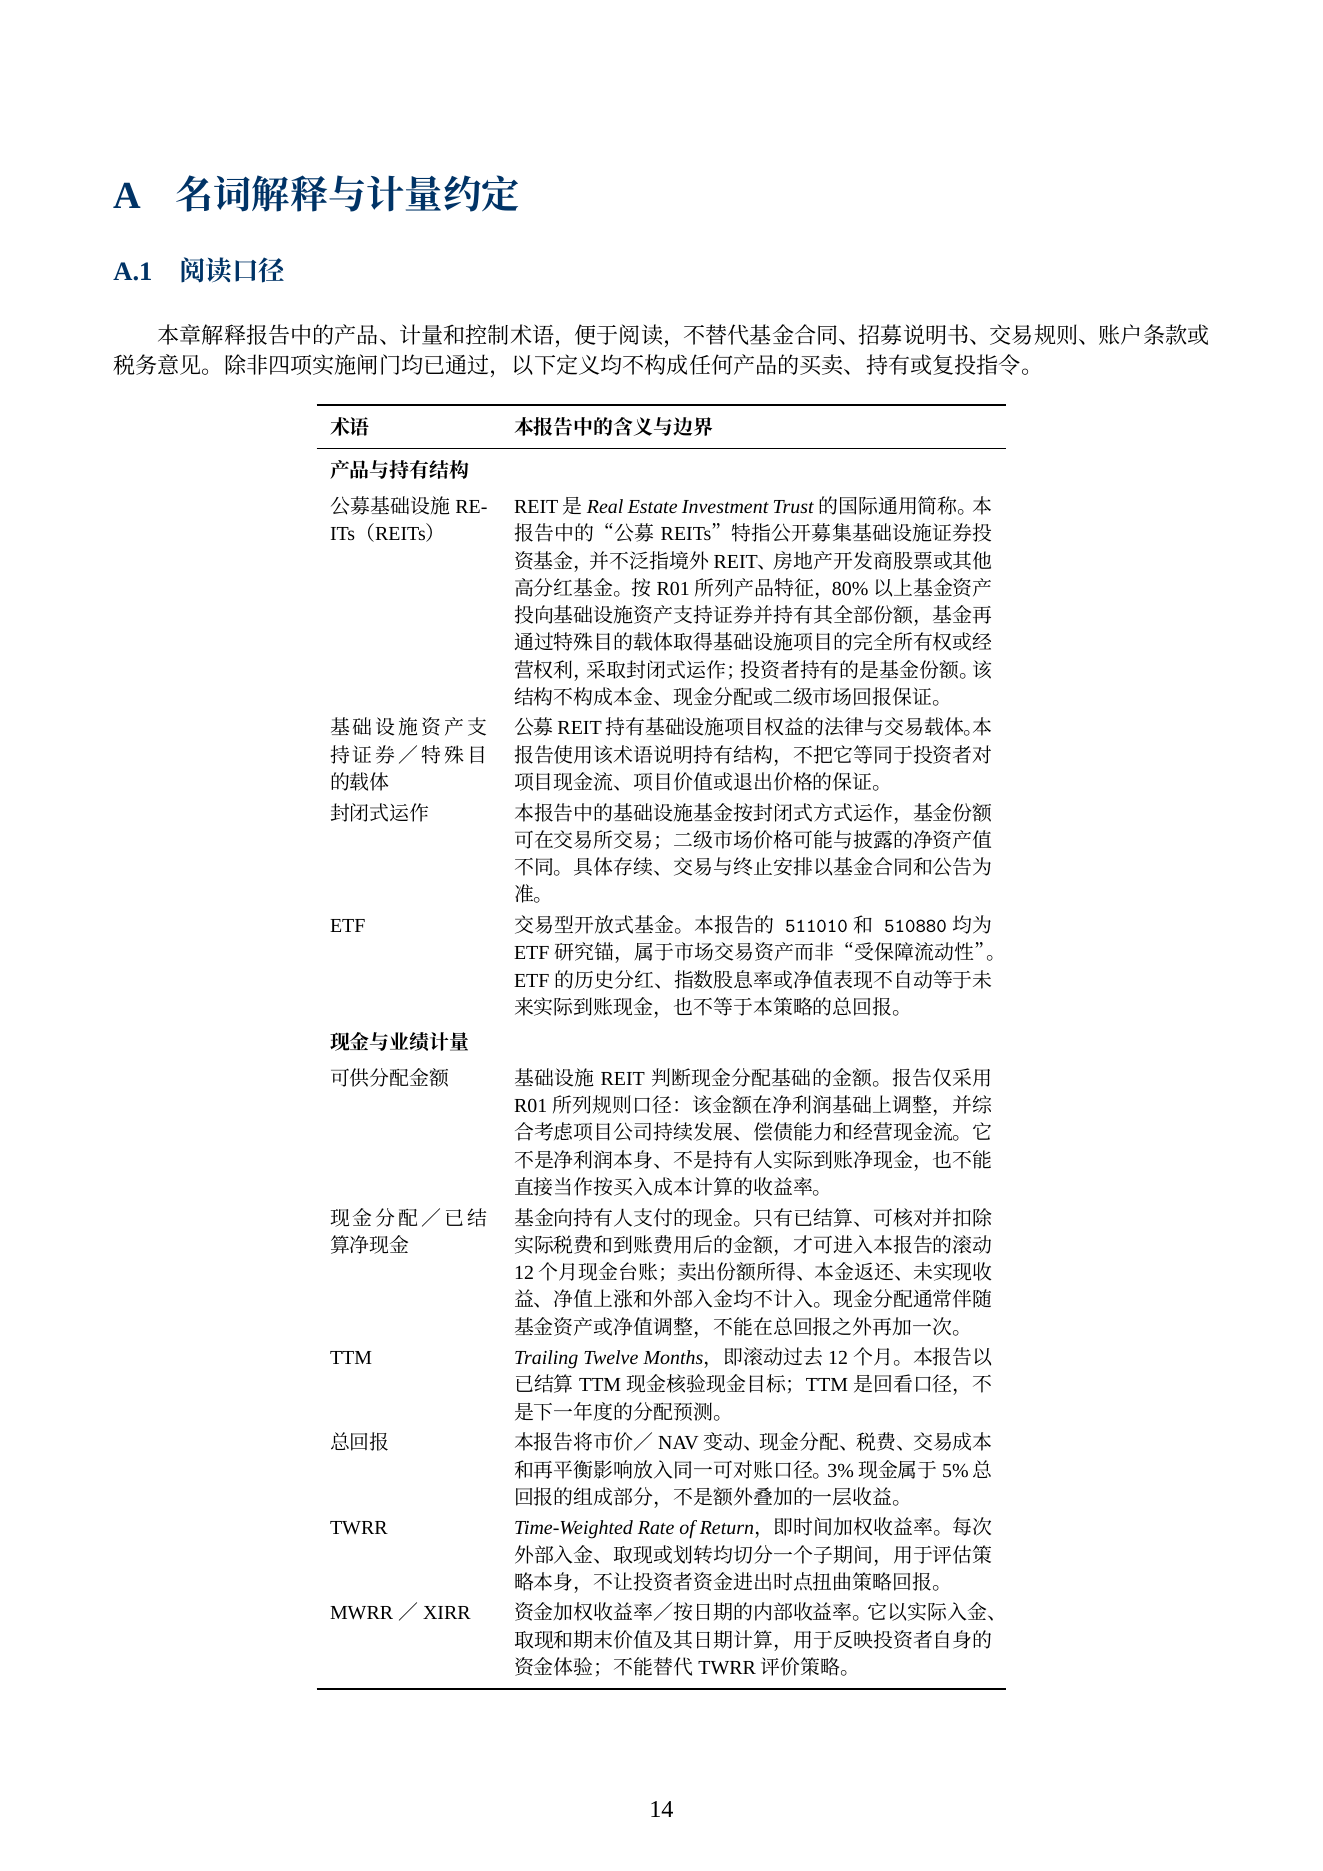 A 名词解释与计量约定
A.1 阅读口径
本章解释报告中的产品、计量和控制术语，便于阅读，不替代基金合同、招募说明书、交易规则、账户条款或
税务意见。除非四项实施闸门均已通过，以下定义均不构成任何产品的买卖、持有或复投指令。
术语 本报告中的含义与边界
产品与持有结构
公募基础设施 RE-
ITs（REITs）
REIT 是 Real Estate Investment Trust 的国际通用简称。本
报告中的“公募 REITs”特指公开募集基础设施证券投
资基金，并不泛指境外 REIT、房地产开发商股票或其他
高分红基金。按 R01 所列产品特征，80% 以上基金资产
投向基础设施资产支持证券并持有其全部份额，基金再
通过特殊目的载体取得基础设施项目的完全所有权或经
营权利，采取封闭式运作；投资者持有的是基金份额。该
结构不构成本金、现金分配或二级市场回报保证。
基础设施资产支
持证券／特殊目
的载体
公募 REIT 持有基础设施项目权益的法律与交易载体。本
报告使用该术语说明持有结构，不把它等同于投资者对
项目现金流、项目价值或退出价格的保证。
封闭式运作
本报告中的基础设施基金按封闭式方式运作，基金份额
可在交易所交易；二级市场价格可能与披露的净资产值
不同。具体存续、交易与终止安排以基金合同和公告为
准。
ETF
交易型开放式基金。本报告的 511010 和 510880 均为
ETF 研究锚，属于市场交易资产而非“受保障流动性”。
ETF 的历史分红、指数股息率或净值表现不自动等于未
来实际到账现金，也不等于本策略的总回报。
现金与业绩计量
可供分配金额
基础设施 REIT 判断现金分配基础的金额。报告仅采用
R01 所列规则口径：该金额在净利润基础上调整，并综
合考虑项目公司持续发展、偿债能力和经营现金流。它
不是净利润本身、不是持有人实际到账净现金，也不能
直接当作按买入成本计算的收益率。
现金分配／已结
算净现金
基金向持有人支付的现金。只有已结算、可核对并扣除
实际税费和到账费用后的金额，才可进入本报告的滚动
12 个月现金台账；卖出份额所得、本金返还、未实现收
益、净值上涨和外部入金均不计入。现金分配通常伴随
基金资产或净值调整，不能在总回报之外再加一次。
TTM
Trailing Twelve Months，即滚动过去 12 个月。本报告以
已结算 TTM 现金核验现金目标；TTM 是回看口径，不
是下一年度的分配预测。
总回报
本报告将市价／ NAV 变动、现金分配、税费、交易成本
和再平衡影响放入同一可对账口径。3% 现金属于 5% 总
回报的组成部分，不是额外叠加的一层收益。
TWRR
Time-Weighted Rate of Return，即时间加权收益率。每次
外部入金、取现或划转均切分一个子期间，用于评估策
略本身，不让投资者资金进出时点扭曲策略回报。
MWRR ／ XIRR
资金加权收益率／按日期的内部收益率。它以实际入金、
取现和期末价值及其日期计算，用于反映投资者自身的
资金体验；不能替代 TWRR 评价策略。
14